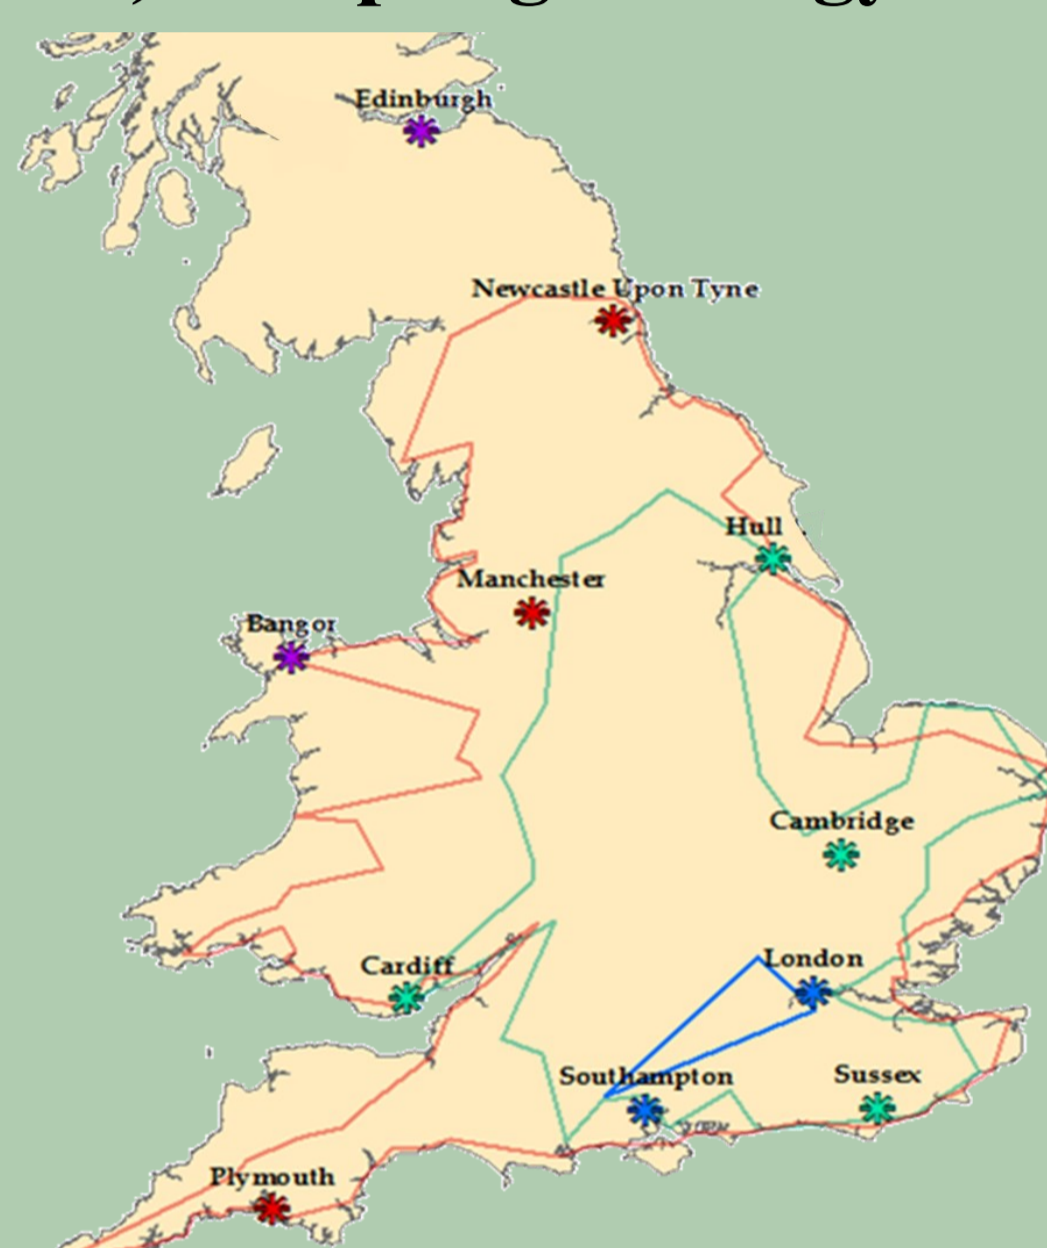 Edinburgh
Newcastle Upon Tyne
Hull
Manchester
Bangor
Cambridge
London
Cardiff
Southampton
Sussex
Plymouth